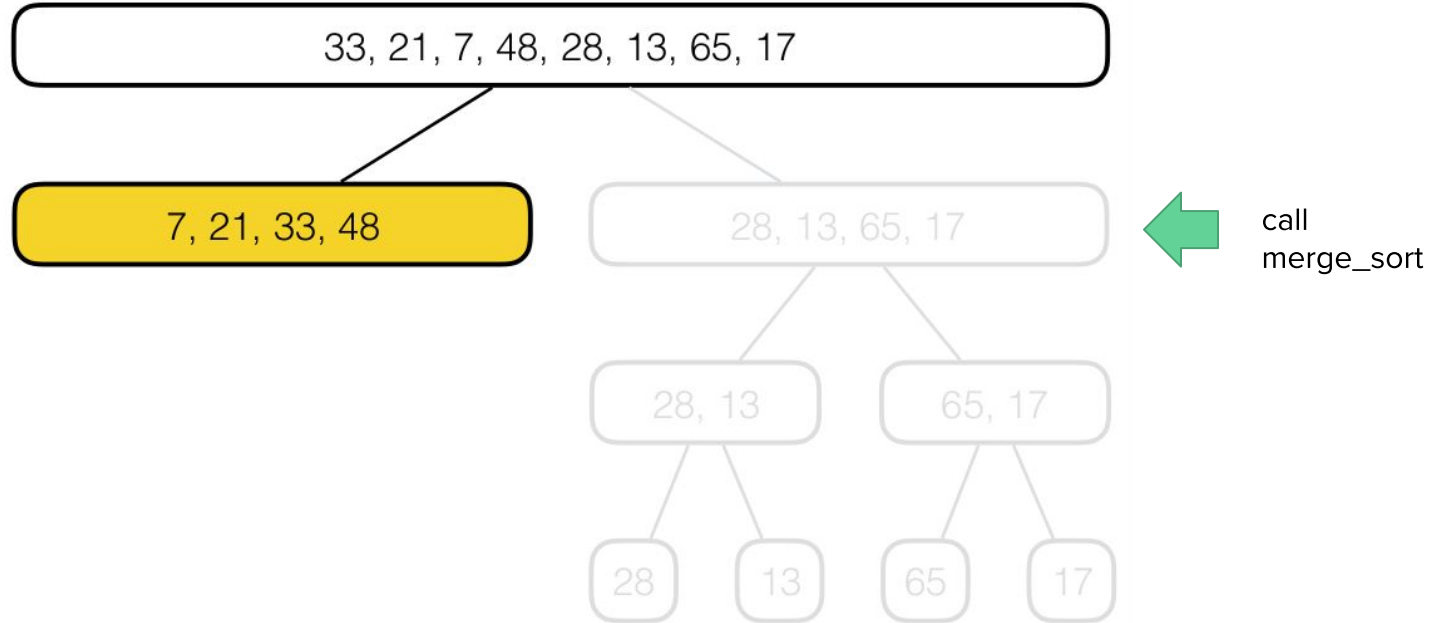 33, 21, 7, 48, 28, 13, 65, 17
7, 21, 33, 48
28, 13, 65, 17
call
merge_sort
28, 13
65, 17
28
13
65
17